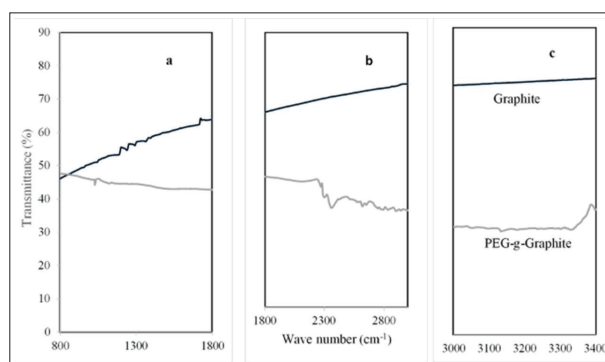 a
b
c
Graphite
PEG-g-Graphite
Transmittance (%)
90
80
70
60
50
40
30
20
10
0
800 1300 1800
1800 2300 2800
3000 3100 3200 3300 3400
Wave number (cm⁻¹)